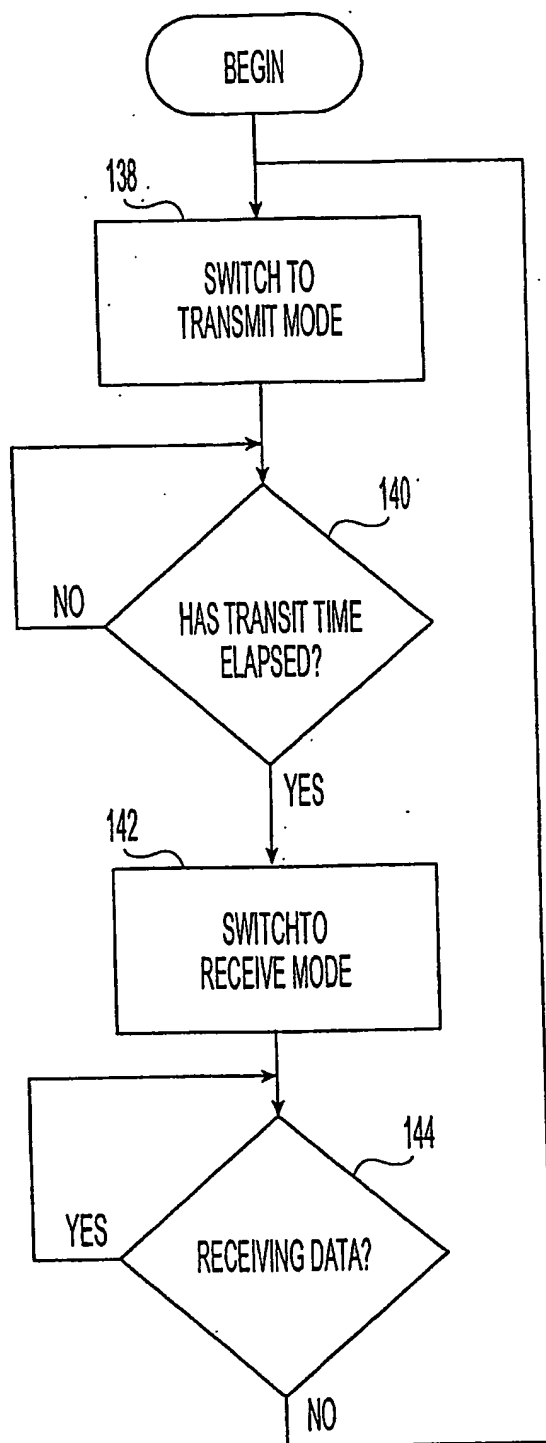 BEGIN
138
SWITCH TO
TRANSMIT MODE
140
NO
HAS TRANSIT TIME
ELAPSED?
YES
142
SWITCHTO
RECEIVE MODE
144
YES
RECEIVING DATA?
NO